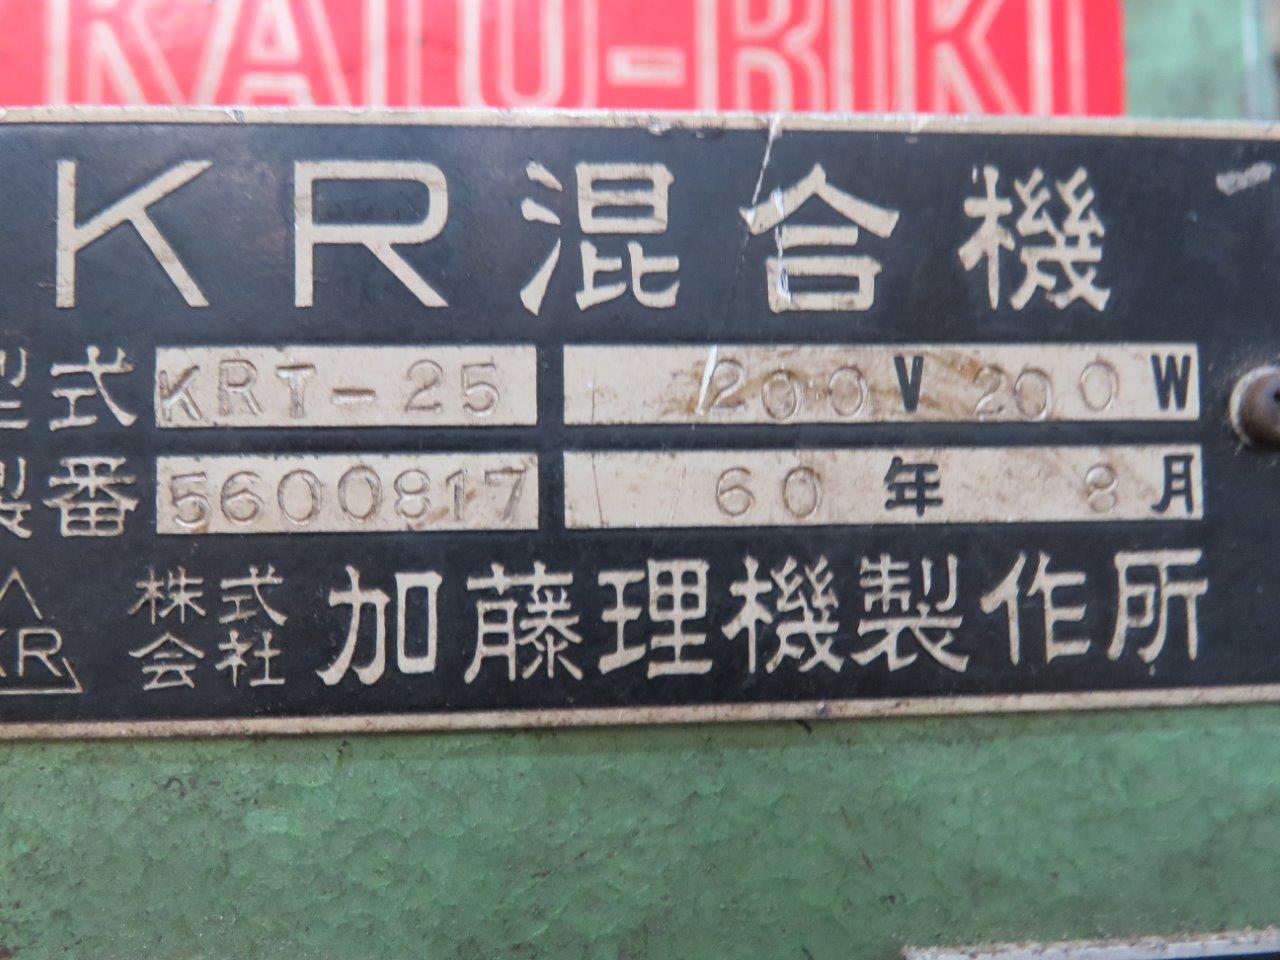 KATO-RIKI
KR混合機
型式 KRT-25 200V 200W
製番 5600817 60年8月
KR 株式会社 加藤理機製作所